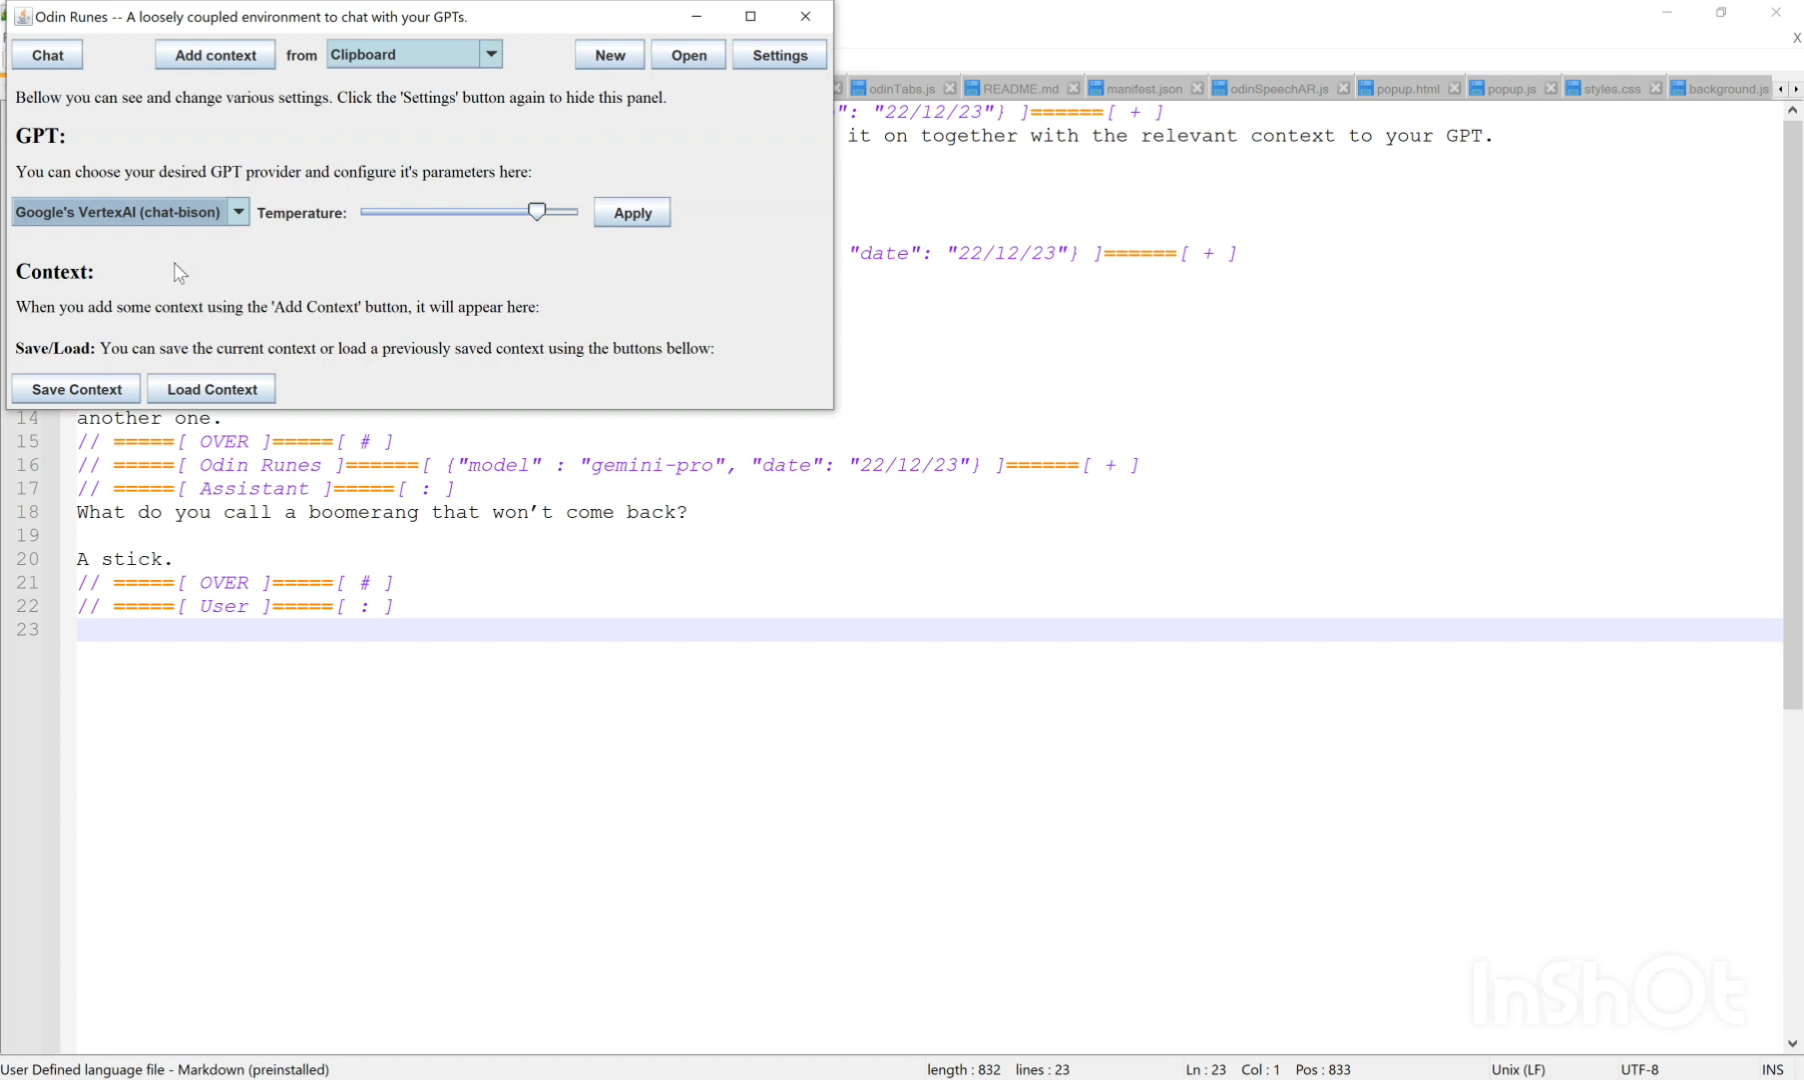 Odin Runes -- A loosely coupled environment to chat with your GPTs.
Chat Add context from Clipboard New Open Settings
Bellow you can see and change various settings. Click the 'Settings' button again to hide this panel.
GPT:
You can choose your desired GPT provider and configure it's parameters here:
Google's VertexAI (chat-bison) Temperature: Apply
Context:
When you add some context using the 'Add Context' button, it will appear here:
Save/Load: You can save the current context or load a previously saved context using the buttons bellow:
Save Context Load Context
X
odinTabs.js README.md manifest.json odinSpeechAR.js popup.html popup.js styles.css background.js
": "22/12/23"} ]======[ + ]
it on together with the relevant context to your GPT.
"date": "22/12/23"} ]======[ + ]
14 another one.
15 // =====[ OVER ]=====[ # ]
16 // =====[ Odin Runes ]======[ {"model" : "gemini-pro", "date": "22/12/23"} ]======[ + ]
17 // =====[ Assistant ]=====[ : ]
18 What do you call a boomerang that won’t come back?
19
20 A stick.
21 // =====[ OVER ]=====[ # ]
22 // =====[ User ]=====[ : ]
23
InShOt
User Defined language file - Markdown (preinstalled) length : 832 lines : 23 Ln : 23 Col : 1 Pos : 833 Unix (LF) UTF-8 INS